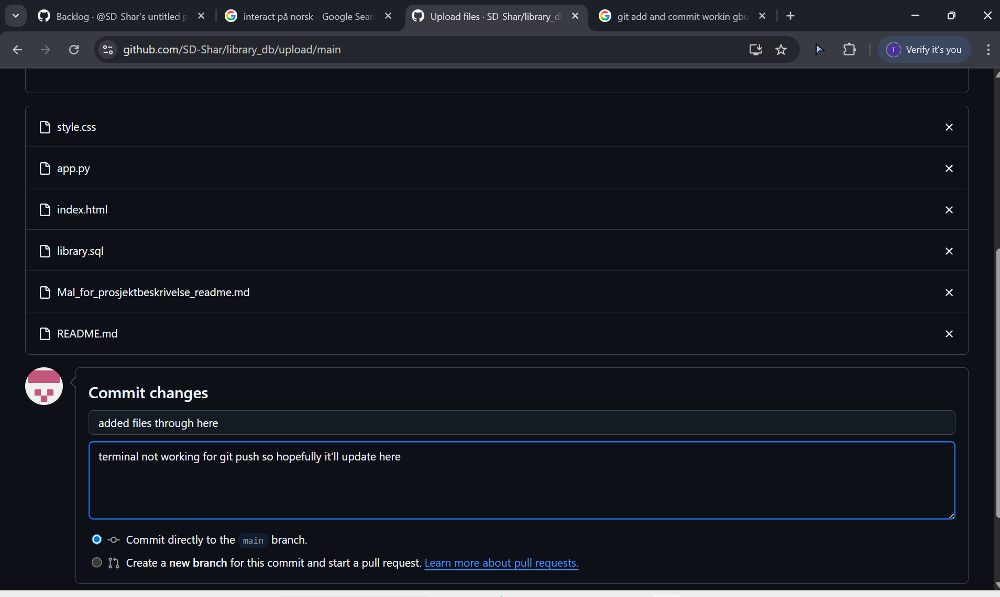 Backlog · @SD-Shar's untitled p
interact på norsk - Google Sear
Upload files · SD-Shar/library_d
git add and commit workin gbu
github.com/SD-Shar/library_db/upload/main
T
Verify it's you
style.css
app.py
index.html
library.sql
Mal_for_prosjektbeskrivelse_readme.md
README.md
Commit changes
added files through here
terminal not working for git push so hopefully it'll update here
Commit directly to the main branch.
Create a new branch for this commit and start a pull request. Learn more about pull requests.